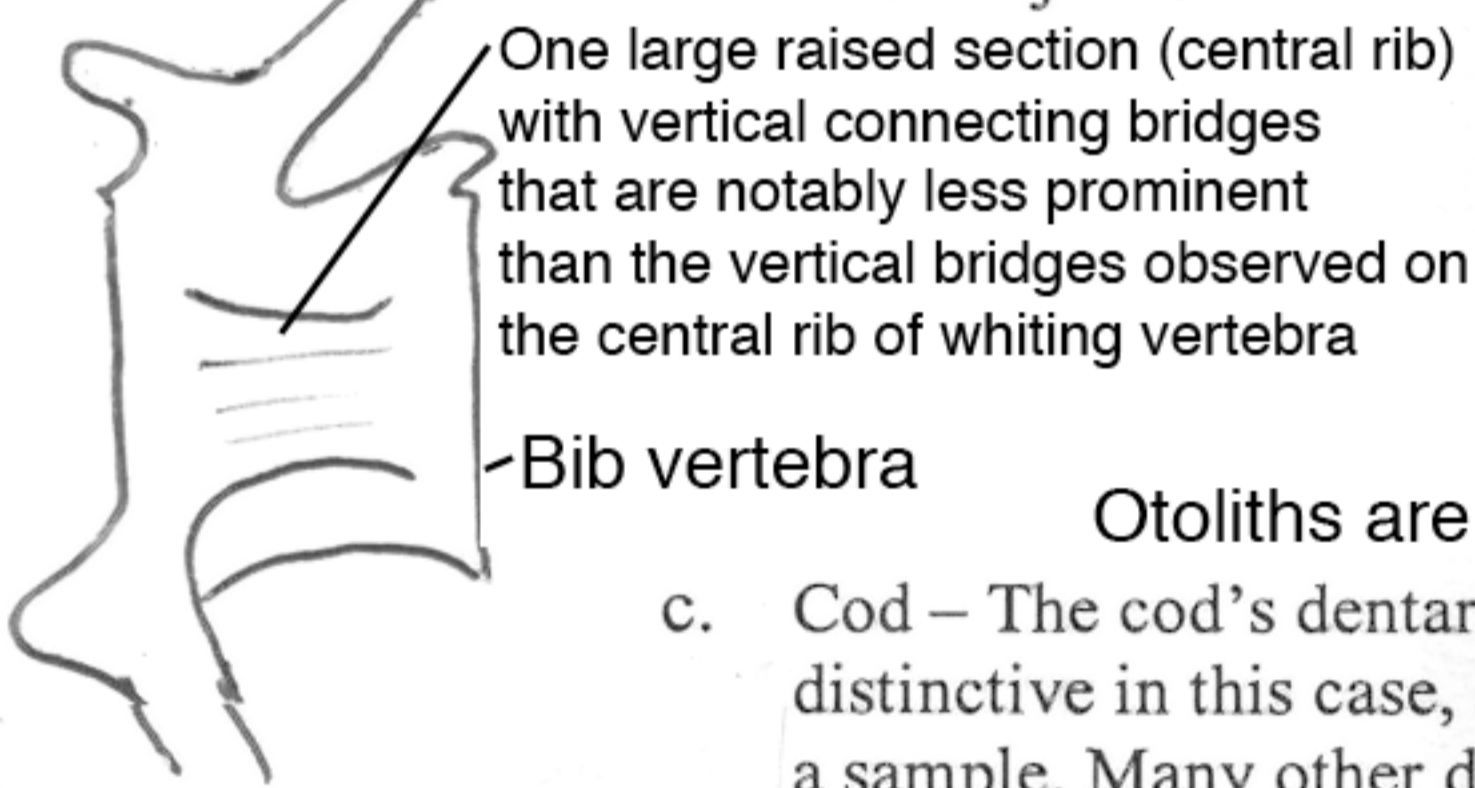 One large raised section (central rib)
with vertical connecting bridges
that are notably less prominent
than the vertical bridges observed on
the central rib of whiting vertebra
Bib vertebra
Otoliths are
c. Cod – The cod's dentar
distinctive in this case,
a sample. Many other d